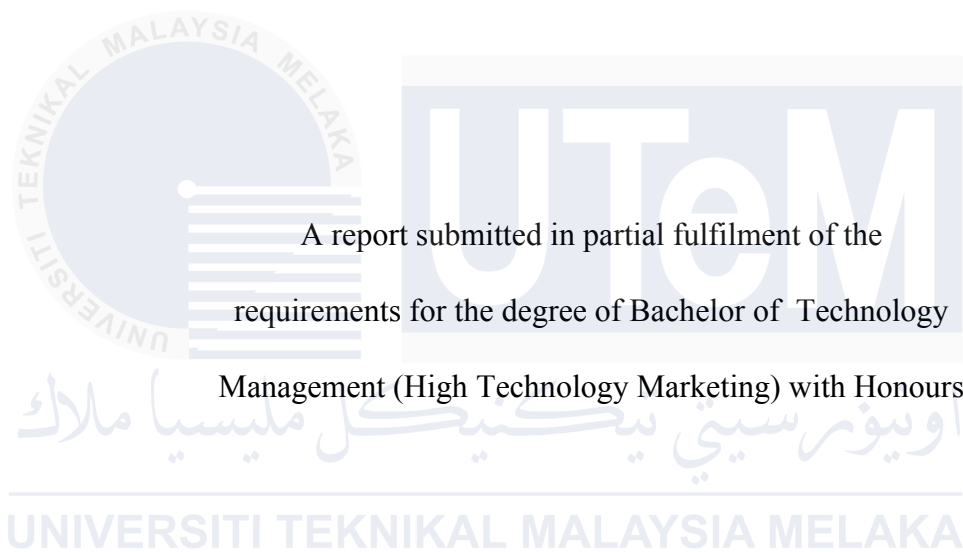 UNIVERSITI TEKNIKAL MALAYSIA MELAKA
UTeM
A report submitted in partial fulfilment of the
requirements for the degree of Bachelor of Technology
Management (High Technology Marketing) with Honours
اونيۏرسيتي تيكنيكل مليسيا ملاك
UNIVERSITI TEKNIKAL MALAYSIA MELAKA